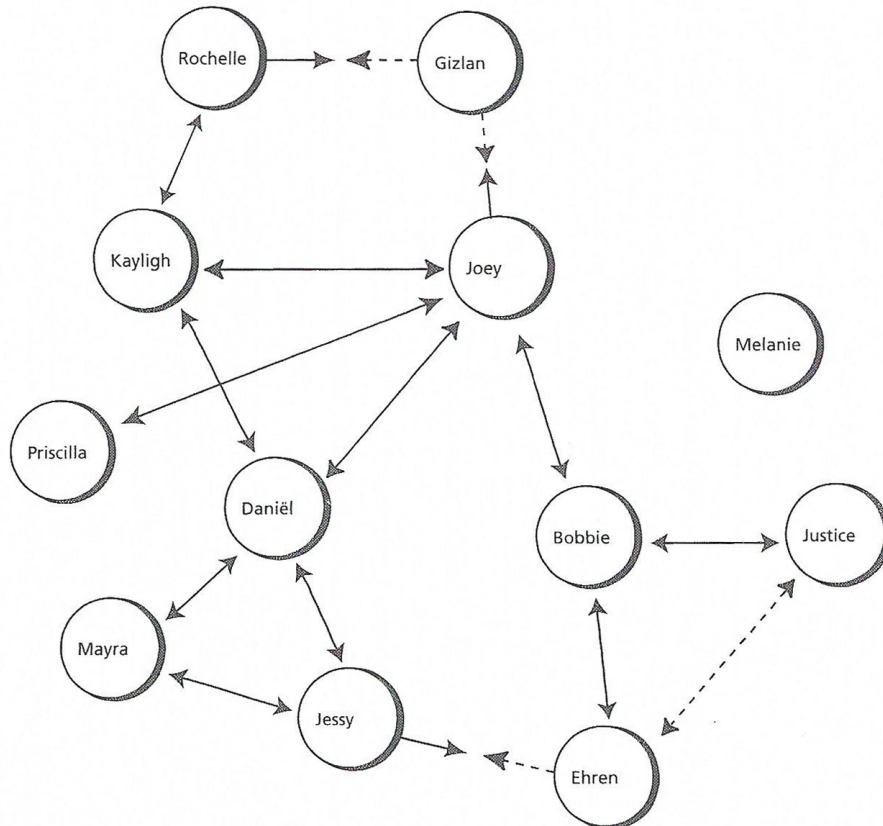 Rochelle
Gizlan
Kayligh
Joey
Melanie
Priscilla
Daniël
Bobbie
Justice
Mayra
Jessy
Ehren